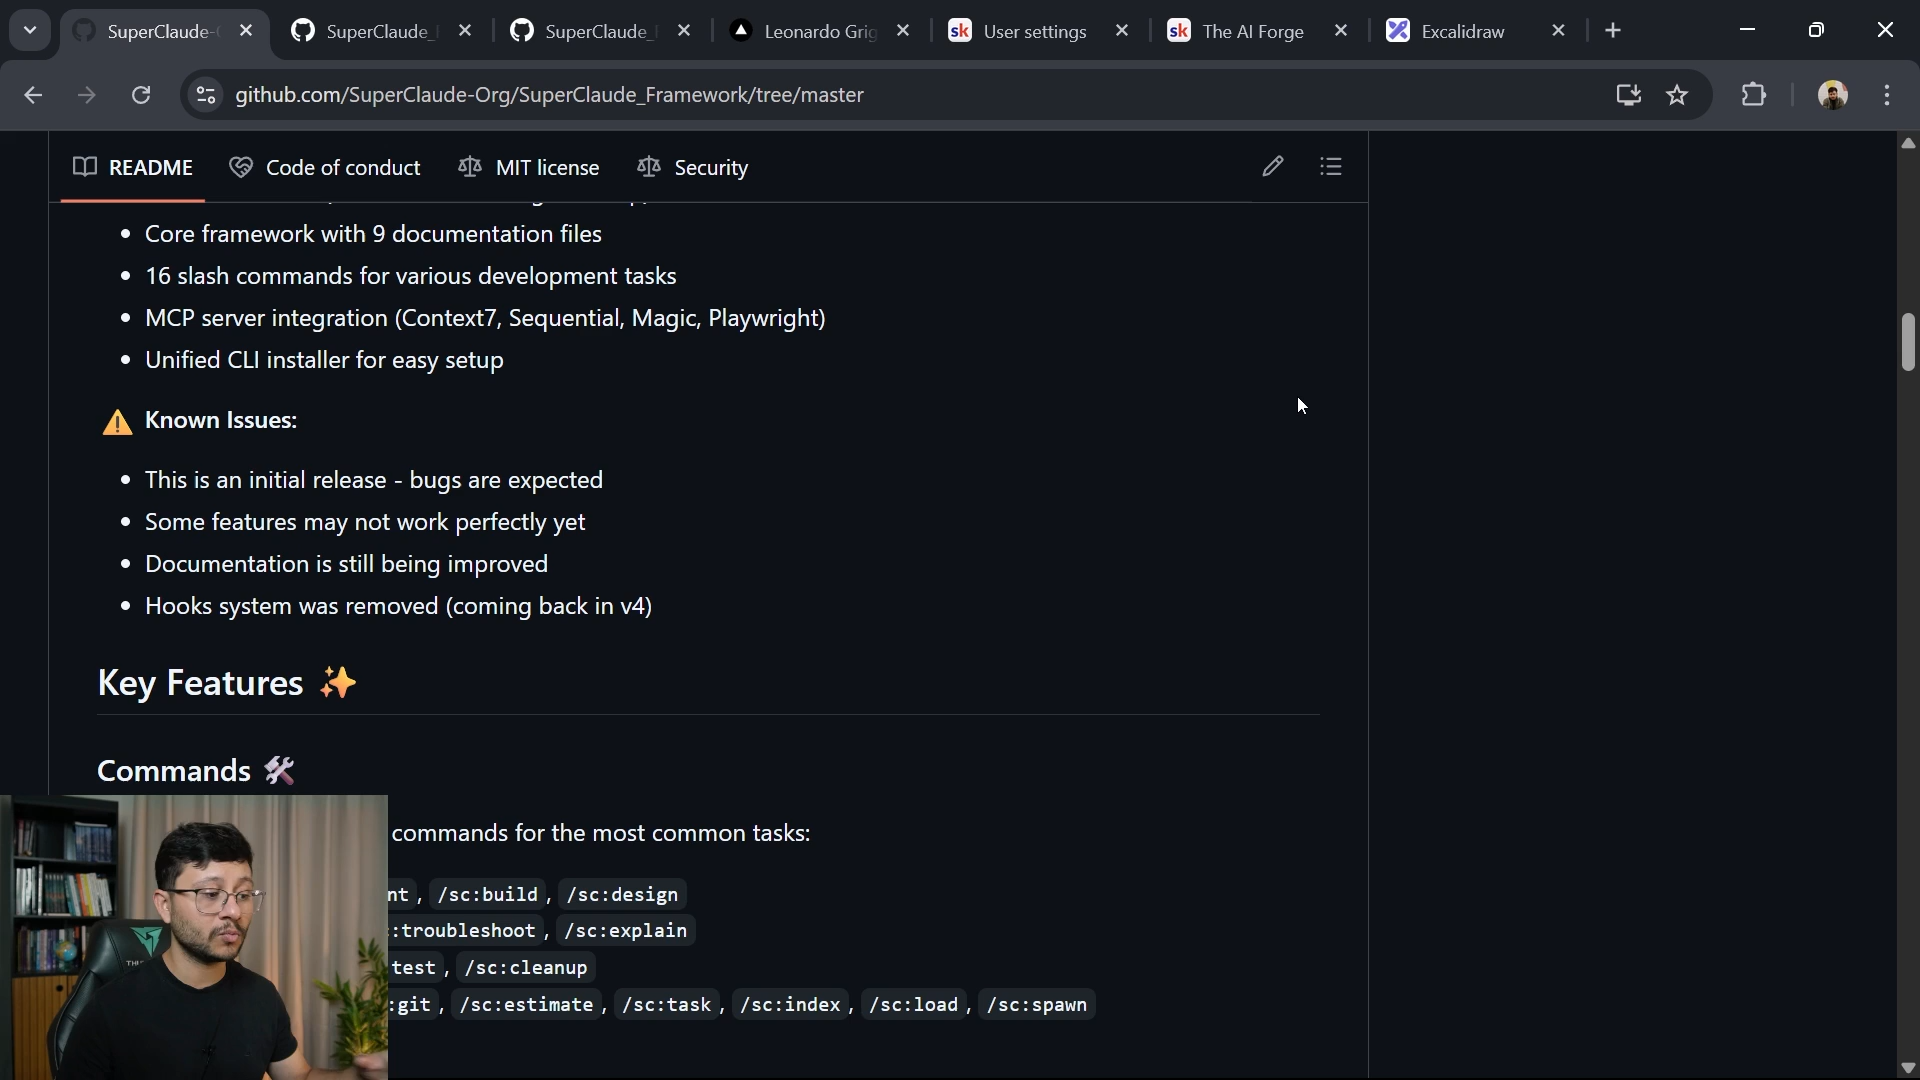 SuperClaude-
SuperClaude_
SuperClaude_
Leonardo Grig
sk User settings
sk The AI Forge
Excalidraw
github.com/SuperClaude-Org/SuperClaude_Framework/tree/master
README
Code of conduct
MIT license
Security
• Core framework with 9 documentation files
• 16 slash commands for various development tasks
• MCP server integration (Context7, Sequential, Magic, Playwright)
• Unified CLI installer for easy setup
⚠️ Known Issues:
• This is an initial release - bugs are expected
• Some features may not work perfectly yet
• Documentation is still being improved
• Hooks system was removed (coming back in v4)
Key Features ✨
Commands 🛠️
commands for the most common tasks:
nt, /sc:build, /sc:design
:troubleshoot, /sc:explain
test, /sc:cleanup
:git, /sc:estimate, /sc:task, /sc:index, /sc:load, /sc:spawn